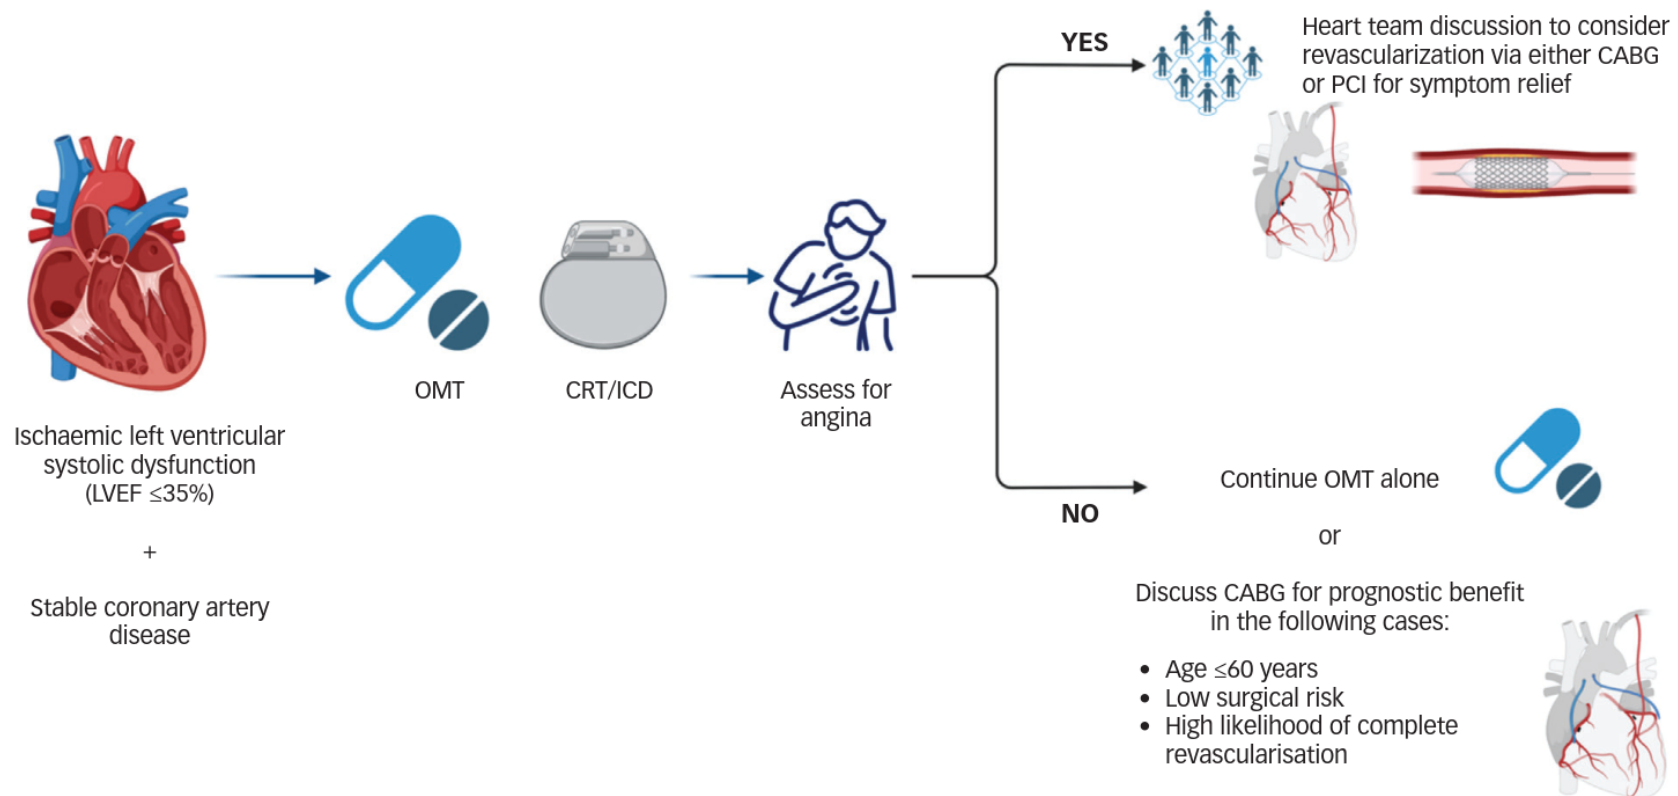 Ischaemic left ventricular
systolic dysfunction
(LVEF ≤35%)
+
Stable coronary artery
disease
OMT
CRT/ICD
Assess for
angina
YES
Heart team discussion to consider
revascularization via either CABG
or PCI for symptom relief
NO
Continue OMT alone
or
Discuss CABG for prognostic benefit
in the following cases:
• Age ≤60 years
• Low surgical risk
• High likelihood of complete
revascularisation